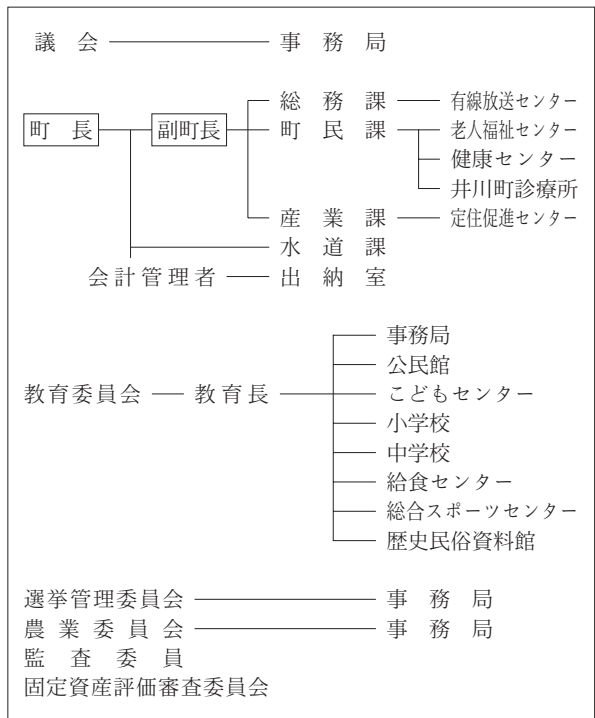 議会 事務局
総務課 有線放送センター
町長 副町長 町民課 老人福祉センター
健康センター
井川町診療所
産業課 定住促進センター
水道課
会計管理者 出納室
事務局
公民館
教育委員会 教育長 こどもセンター
小学校
中学校
給食センター
総合スポーツセンター
歴史民俗資料館
選挙管理委員会 事務局
農業委員会 事務局
監査委員
固定資産評価審査委員会